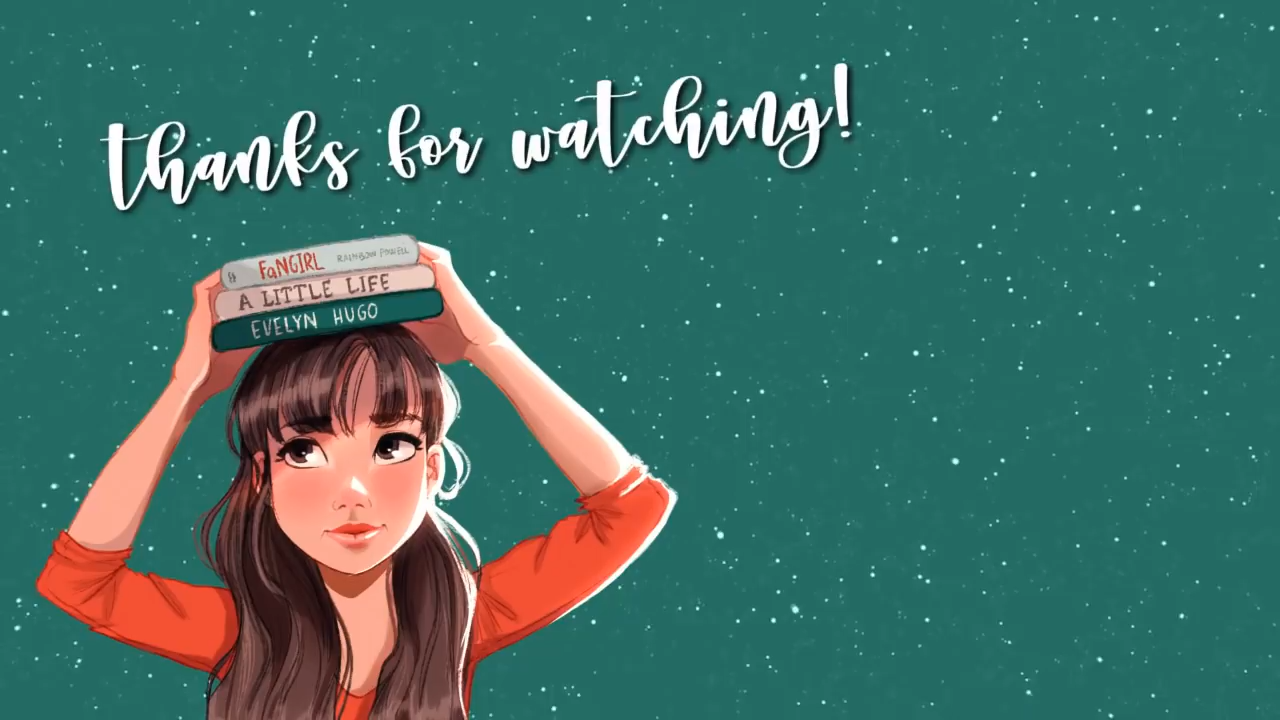 thanks for watching!
FaNGIRL RAINBOW ROWELL
A LITTLE LIFE
EVELYN HUGO